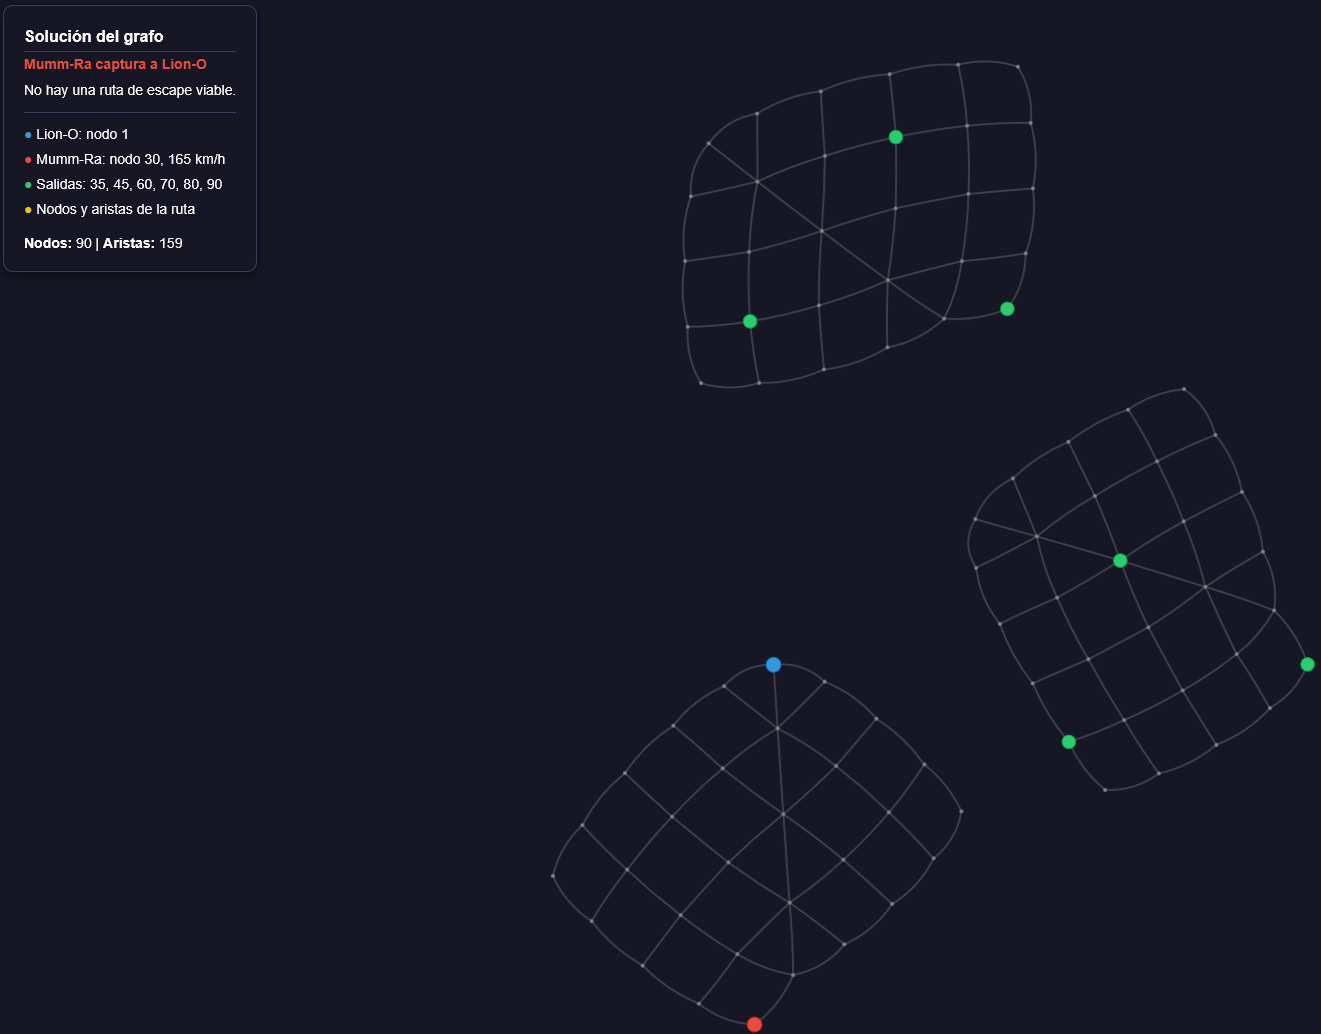 Solución del grafo
Mumm-Ra captura a Lion-O
No hay una ruta de escape viable.
● Lion-O: nodo 1
● Mumm-Ra: nodo 30, 165 km/h
● Salidas: 35, 45, 60, 70, 80, 90
● Nodos y aristas de la ruta
Nodos: 90 | Aristas: 159